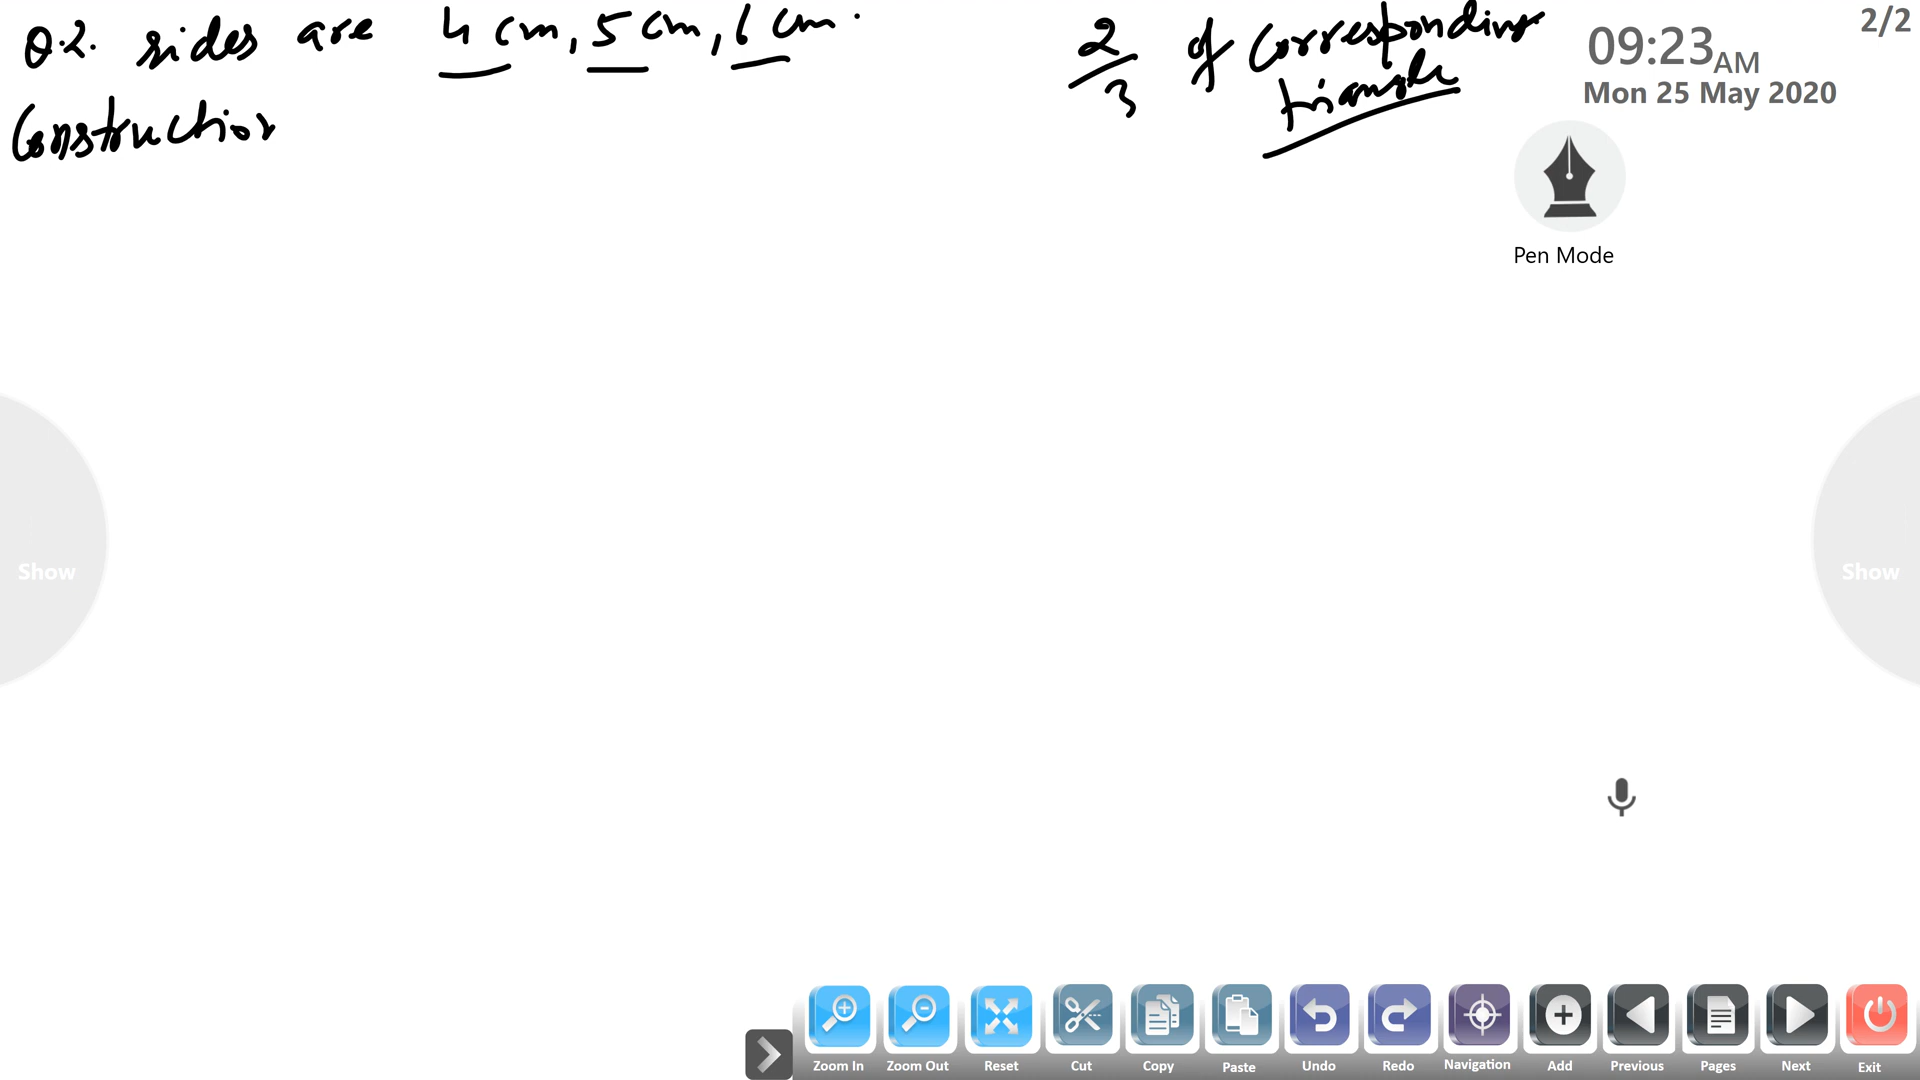 Q.2. sides are 4 cm, 5 cm, 6 cm.
2/3 of corresponding triangle
Construction
2/2
09:23 AM
Mon 25 May 2020
Pen Mode
Show
Show
Zoom In Zoom Out Reset Cut Copy Paste Undo Redo Navigation Add Previous Pages Next Exit